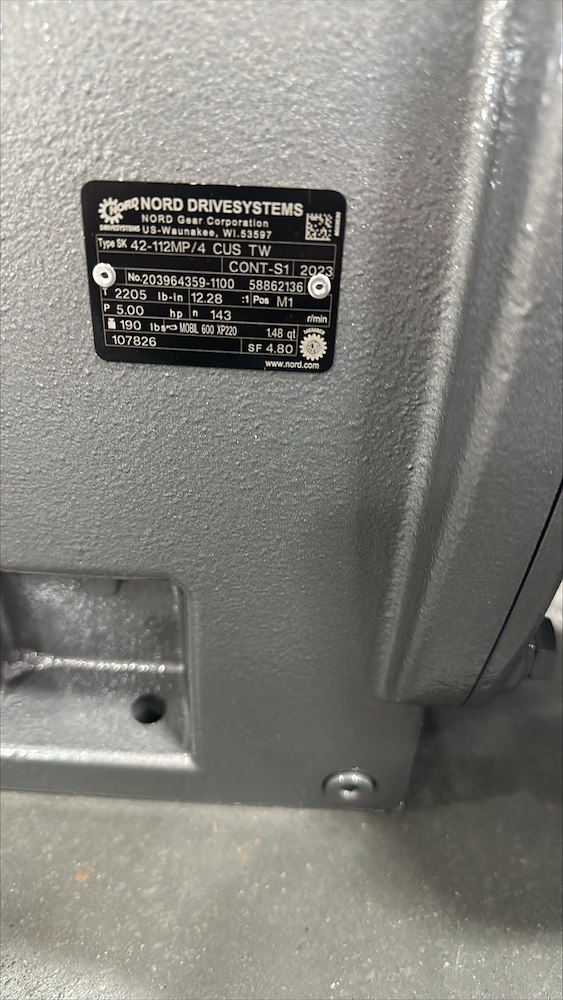 NORD
DRIVESYSTEMS
NORD DRIVESYSTEMS
NORD Gear Corporation
US-Waunakee, WI.53597
Type SK 42-112MP/4 CUS TW
CONT-S1 2023
No. 203964359-1100 58862136
T 2205 lb-in 12.28 :1 Pos M1
P 5.00 hp n 143 r/min
190 lbs MOBIL 600 XP220 1.48 qt
107826 SF 4.80
www.nord.com